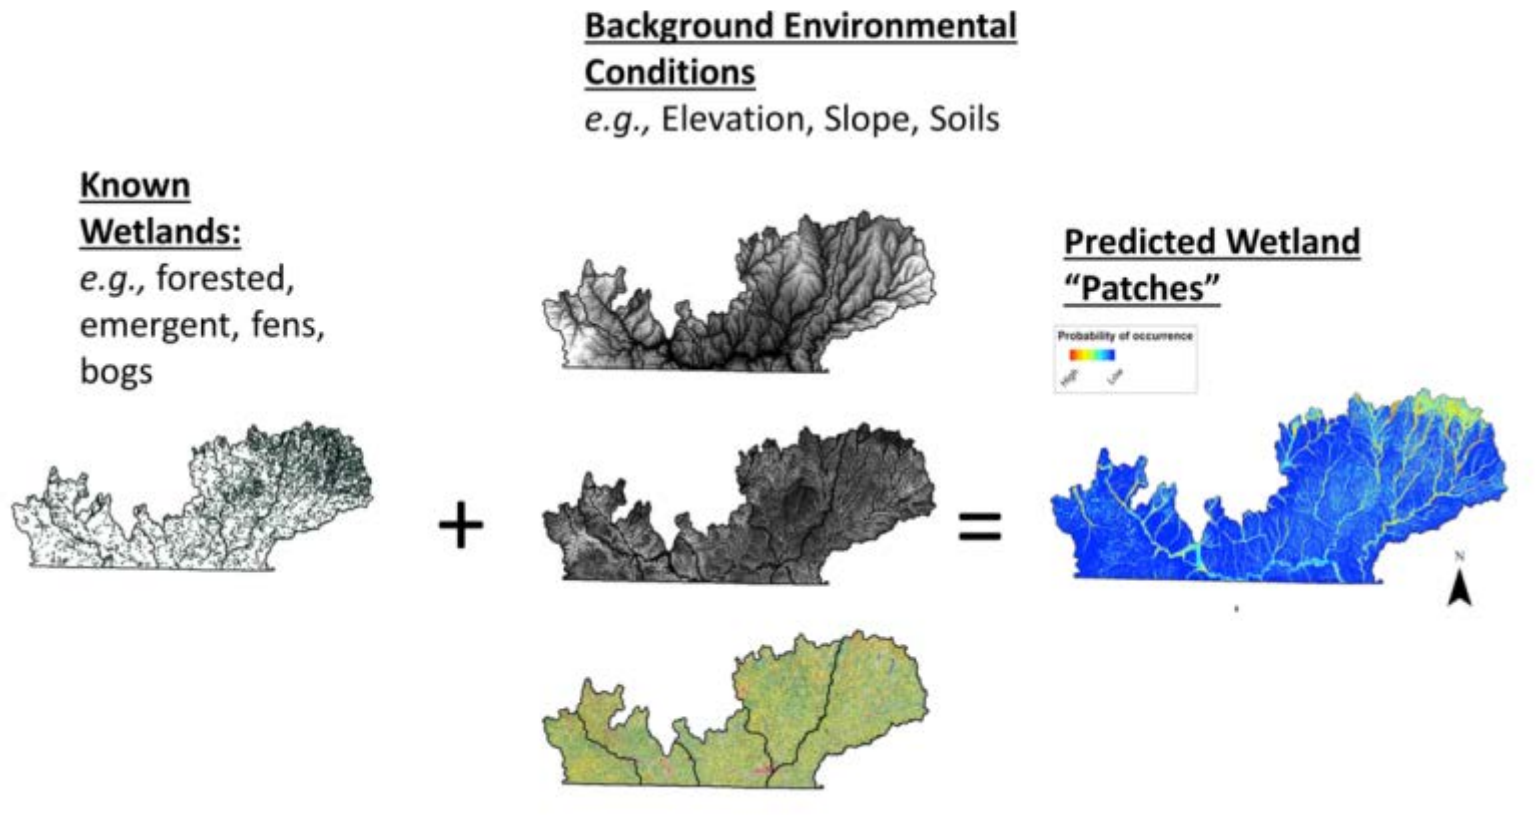 Background Environmental
Conditions
e.g., Elevation, Slope, Soils
Known
Wetlands:
e.g., forested,
emergent, fens,
bogs
+
=
Predicted Wetland
“Patches”
Probability of occurrence
High
Low
N